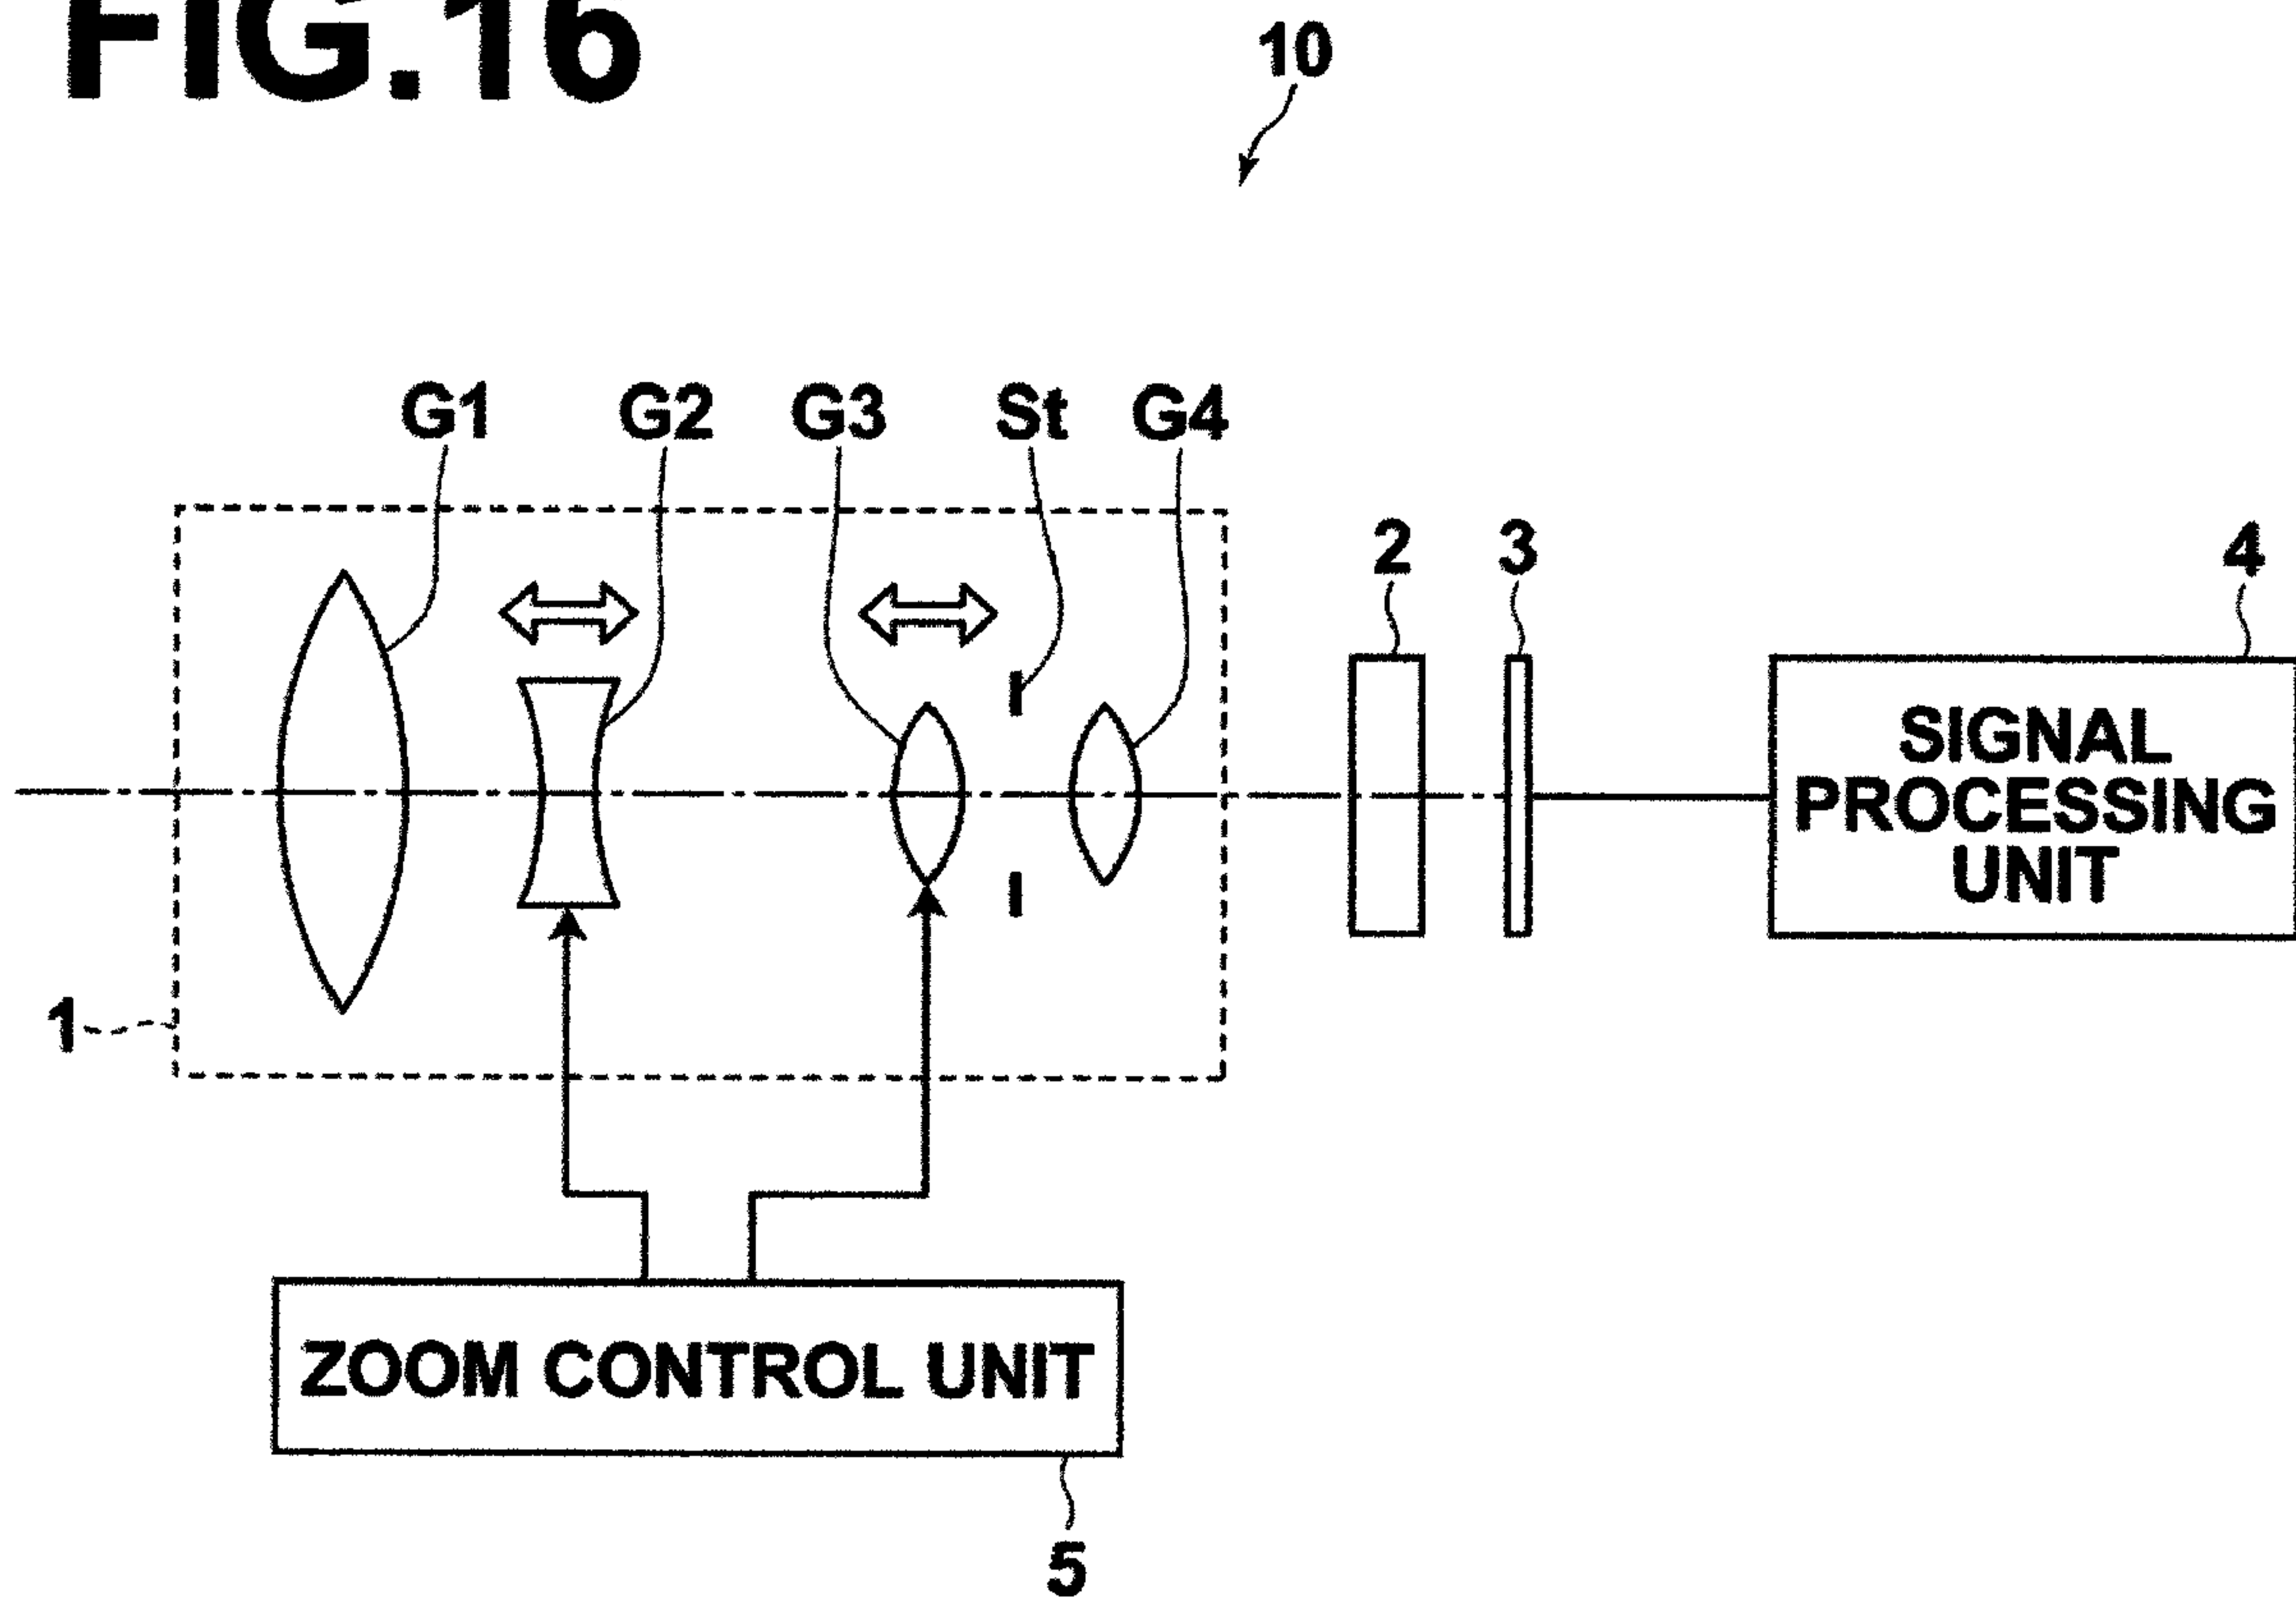 FIG.16
10
G1 G2 G3 St G4
2 3 4
SIGNAL
PROCESSING
UNIT
1
ZOOM CONTROL UNIT
5